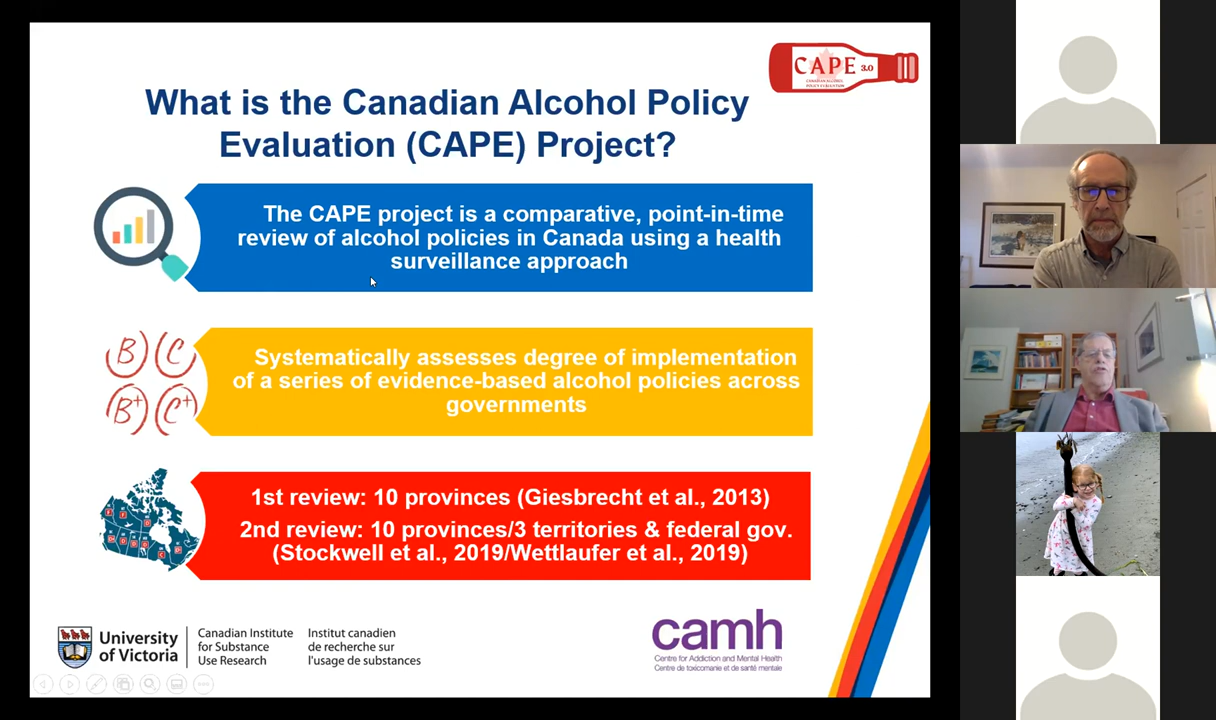 CAPE 3.0
CANADIAN ALCOHOL
POLICY EVALUATION
What is the Canadian Alcohol Policy
Evaluation (CAPE) Project?
The CAPE project is a comparative, point-in-time
review of alcohol policies in Canada using a health
surveillance approach
B C
B+ C+
Systematically assesses degree of implementation
of a series of evidence-based alcohol policies across
governments
1st review: 10 provinces (Giesbrecht et al., 2013)
2nd review: 10 provinces/3 territories & federal gov.
(Stockwell et al., 2019/Wettlaufer et al., 2019)
University
of Victoria
Canadian Institute
for Substance
Use Research
Institut canadien
de recherche sur
l'usage de substances
camh
Centre for Addiction and Mental Health
Centre de toxicomanie et de santé mentale